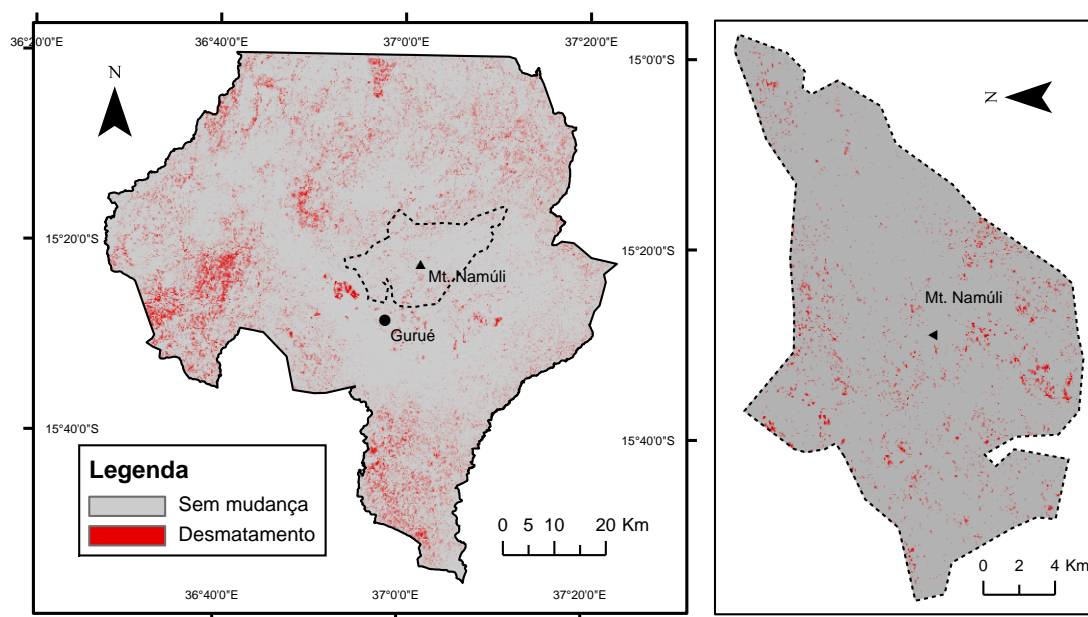 36°20'0"E
36°40'0"E
37°0'0"E
37°20'0"E
N
15°0'0"S
15°20'0"S
15°20'0"S
Mt. Namúli
Gurué
15°40'0"S
15°40'0"S
Legenda
Sem mudança
Desmatamento
0 5 10 20 Km
36°40'0"E
37°0'0"E
37°20'0"E
N
Mt. Namúli
0 2 4 Km